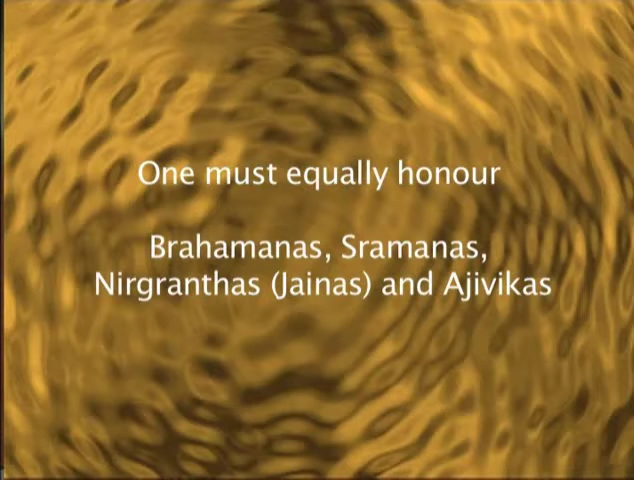 One must equally honour
Brahamanas, Sramanas,
Nirgranthas (Jainas) and Ajivikas